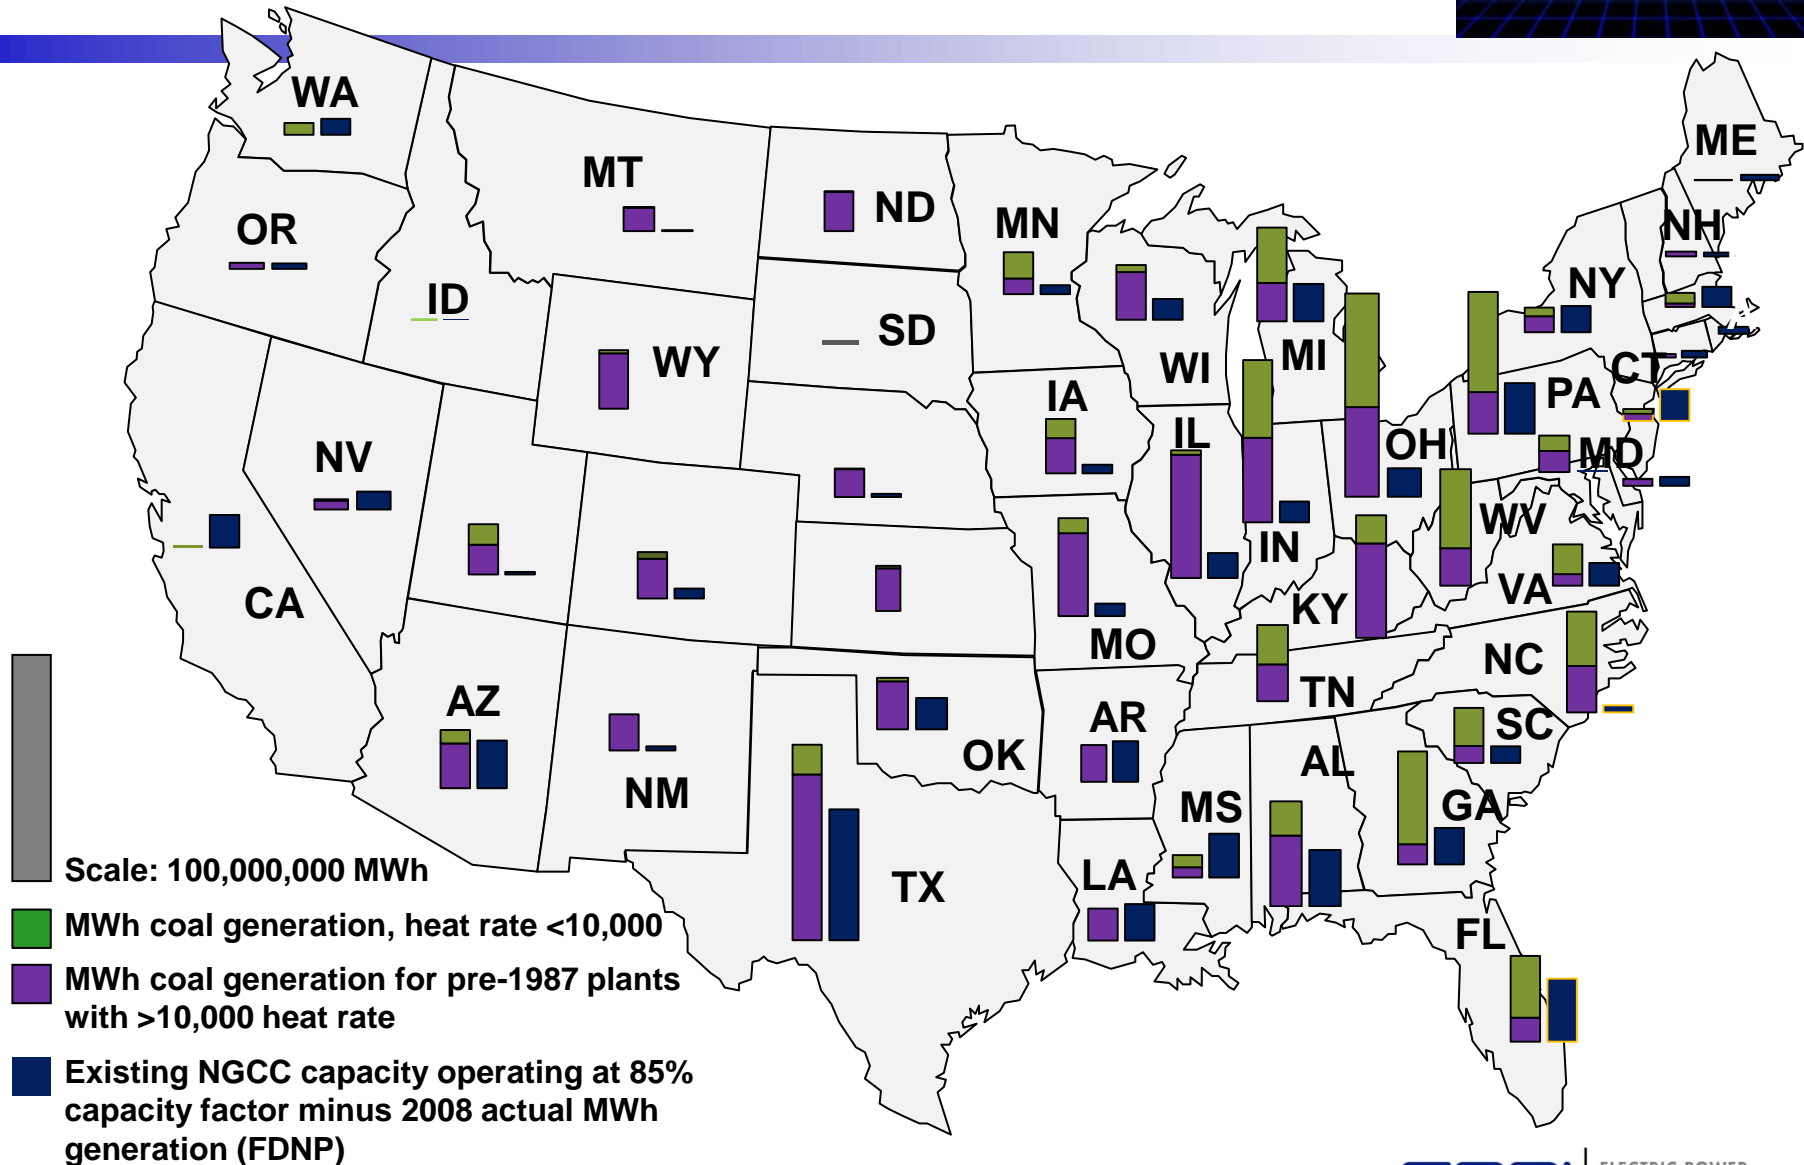 WA
ME
MT
ND
MN
NH
OR
NY
ID
SD
WY
WI
MI
CT
IA
PA
NV
IL
OH
MD
WV
IN
CA
VA
KY
MO
NC
TN
AZ
AR
SC
OK
AL
NM
MS
GA
Scale: 100,000,000 MWh
LA
TX
MWh coal generation, heat rate <10,000
FL
MWh coal generation for pre-1987 plants
with >10,000 heat rate
Existing NGCC capacity operating at 85%
capacity factor minus 2008 actual MWh
generation (FDNP)
ELECTRIC POWER